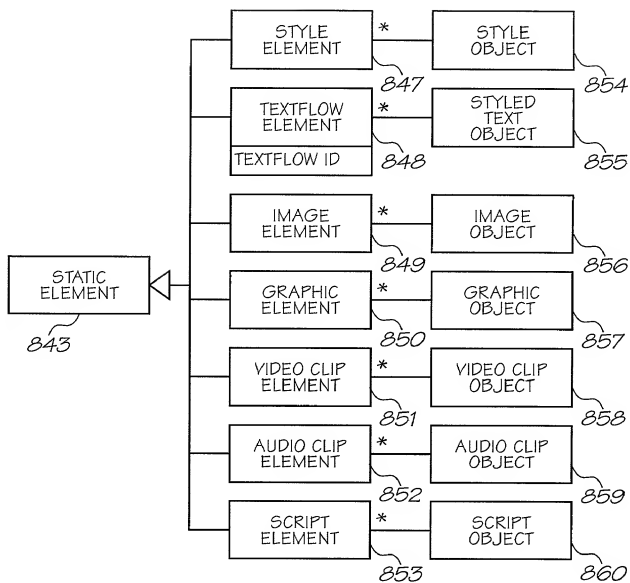 STYLE
ELEMENT
*
847
STYLE
OBJECT
854
TEXTFLOW
ELEMENT
TEXTFLOW ID
*
848
STYLED
TEXT
OBJECT
855
IMAGE
ELEMENT
*
849
IMAGE
OBJECT
856
STATIC
ELEMENT
843
GRAPHIC
ELEMENT
*
850
GRAPHIC
OBJECT
857
VIDEO CLIP
ELEMENT
*
851
VIDEO CLIP
OBJECT
858
AUDIO CLIP
ELEMENT
*
852
AUDIO CLIP
OBJECT
859
SCRIPT
ELEMENT
*
853
SCRIPT
OBJECT
860